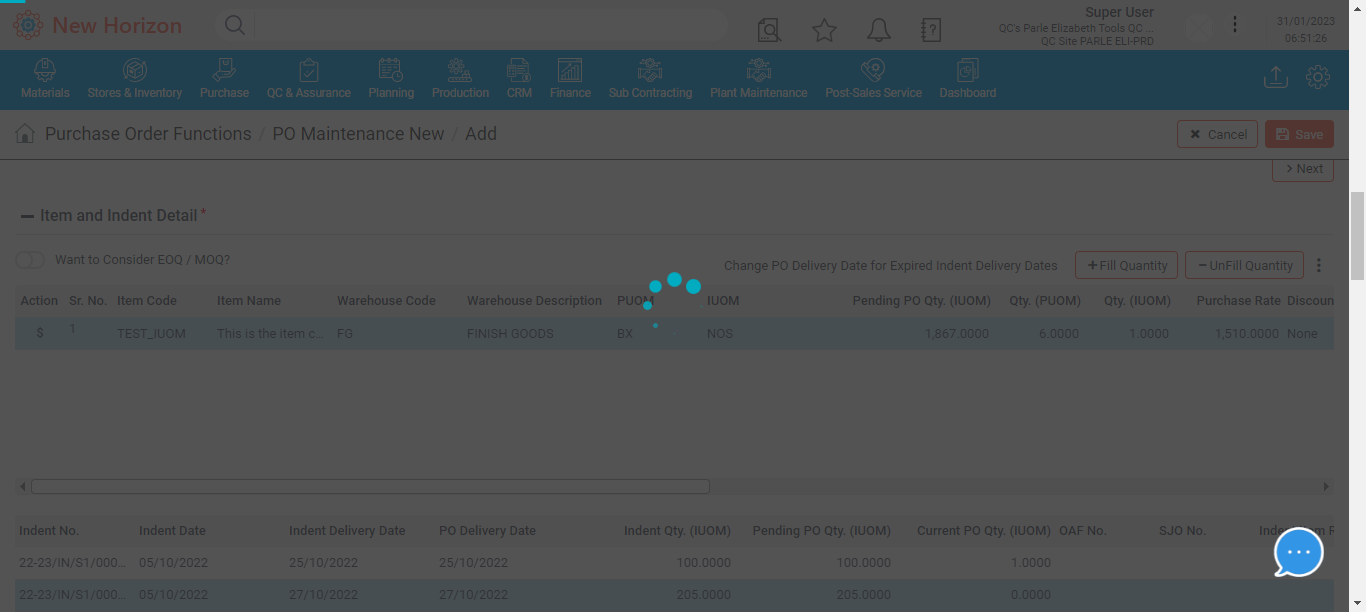 New Horizon
Super User
QC's Parle Elizabeth Tools QC ...
QC Site PARLE ELI-PRD
31/01/2023
06:51:26
Materials
Stores & Inventory
Purchase
QC & Assurance
Planning
Production
CRM
Finance
Sub Contracting
Plant Maintenance
Post-Sales Service
Dashboard
Purchase Order Functions / PO Maintenance New / Add
Cancel
Save
Next
Item and Indent Detail *
Want to Consider EOQ / MOQ?
Change PO Delivery Date for Expired Indent Delivery Dates
+Fill Quantity
−UnFill Quantity
Action Sr. No. Item Code Item Name Warehouse Code Warehouse Description PUOM IUOM Pending PO Qty. (IUOM) Qty. (PUOM) Qty. (IUOM) Purchase Rate Discoun
$ 1 TEST_IUOM This is the item c... FG FINISH GOODS BX NOS 1,867.0000 6.0000 1.0000 1,510.0000 None
Indent No. Indent Date Indent Delivery Date PO Delivery Date Indent Qty. (IUOM) Pending PO Qty. (IUOM) Current PO Qty. (IUOM) OAF No. SJO No.
22-23/IN/S1/000... 05/10/2022 25/10/2022 25/10/2022 100.0000 100.0000 1.0000
22-23/IN/S1/000... 05/10/2022 27/10/2022 27/10/2022 205.0000 205.0000 0.0000